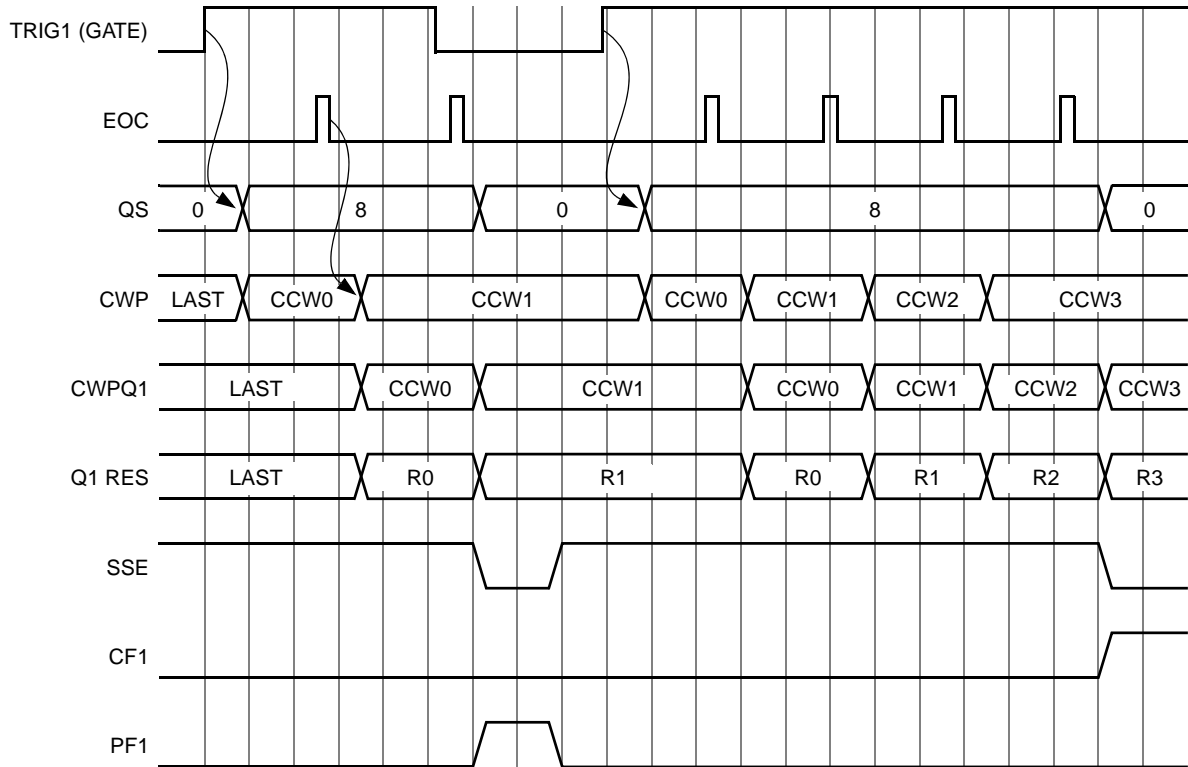 TRIG1 (GATE)
EOC
QS 0 8 0 8 0
CWP LAST CCW0 CCW1 CCW0 CCW1 CCW2 CCW3
CWPQ1 LAST CCW0 CCW1 CCW0 CCW1 CCW2 CCW3
Q1 RES LAST R0 R1 R0 R1 R2 R3
SSE
CF1
PF1